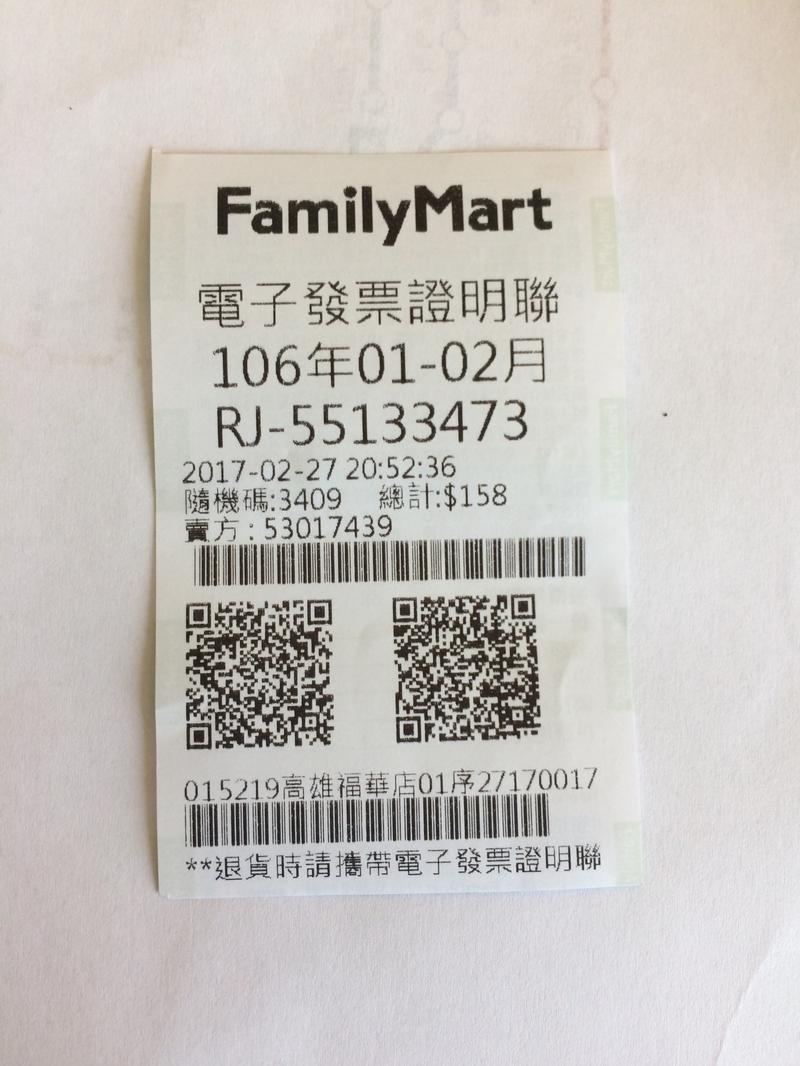 FamilyMart
電子發票證明聯
106年01-02月
RJ-55133473
2017-02-27 20:52:36
隨機碼:3409 總計:$158
賣方:53017439
015219高雄福華店01序27170017
**退貨時請攜帶電子發票證明聯